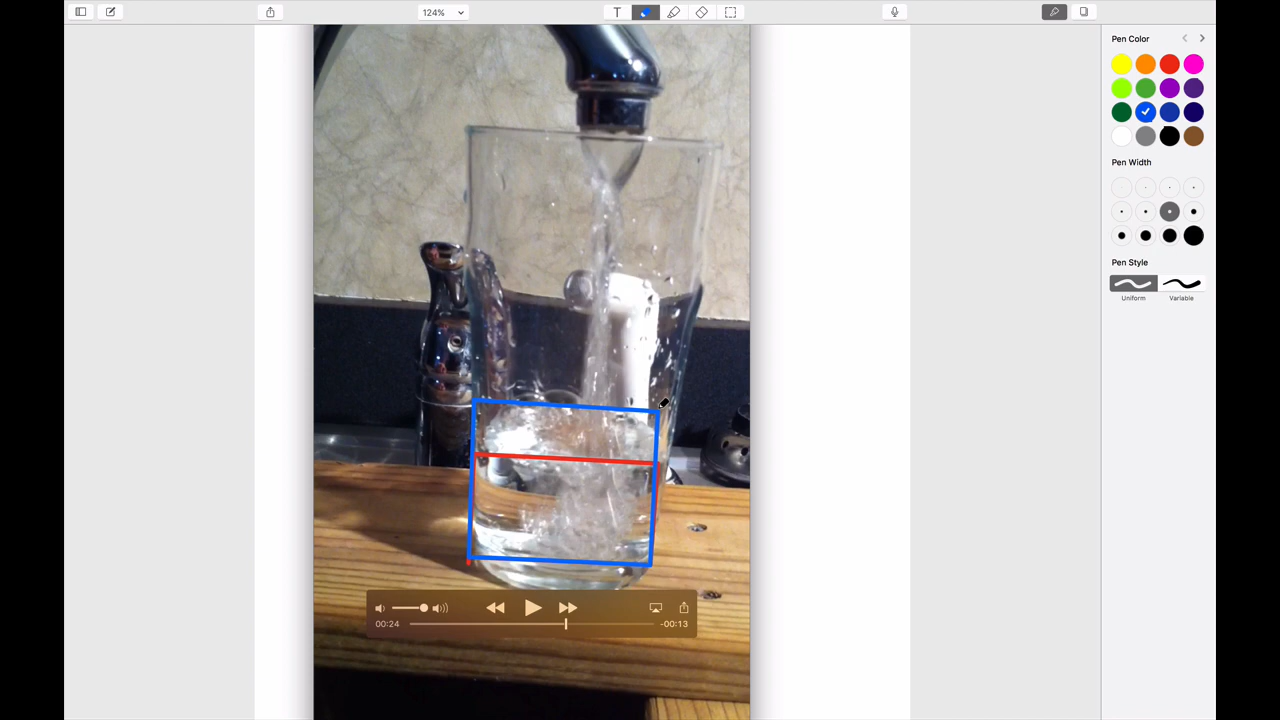 124%
T
Pen Color
Pen Width
Pen Style
Uniform
Variable
00:24
-00:13